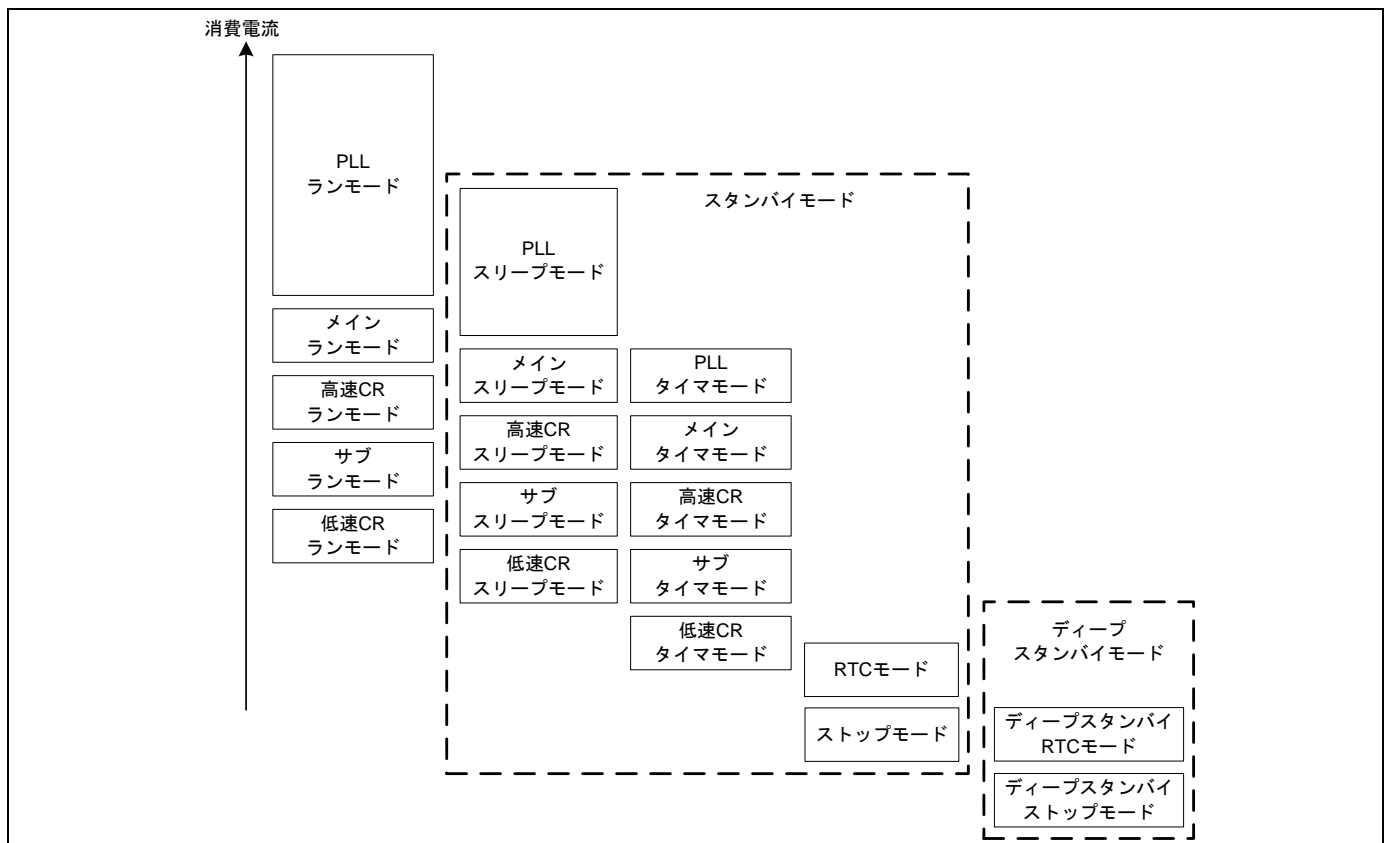 消費電流
PLL
ランモード
スタンバイモード
PLL
スリープモード
メイン
ランモード
メイン
スリープモード
PLL
タイマモード
高速CR
ランモード
高速CR
スリープモード
メイン
タイマモード
サブ
ランモード
サブ
スリープモード
高速CR
タイマモード
低速CR
ランモード
低速CR
スリープモード
サブ
タイマモード
低速CR
タイマモード
ディープ
スタンバイモード
RTCモード
ストップモード
ディープスタンバイ
RTCモード
ディープスタンバイ
ストップモード